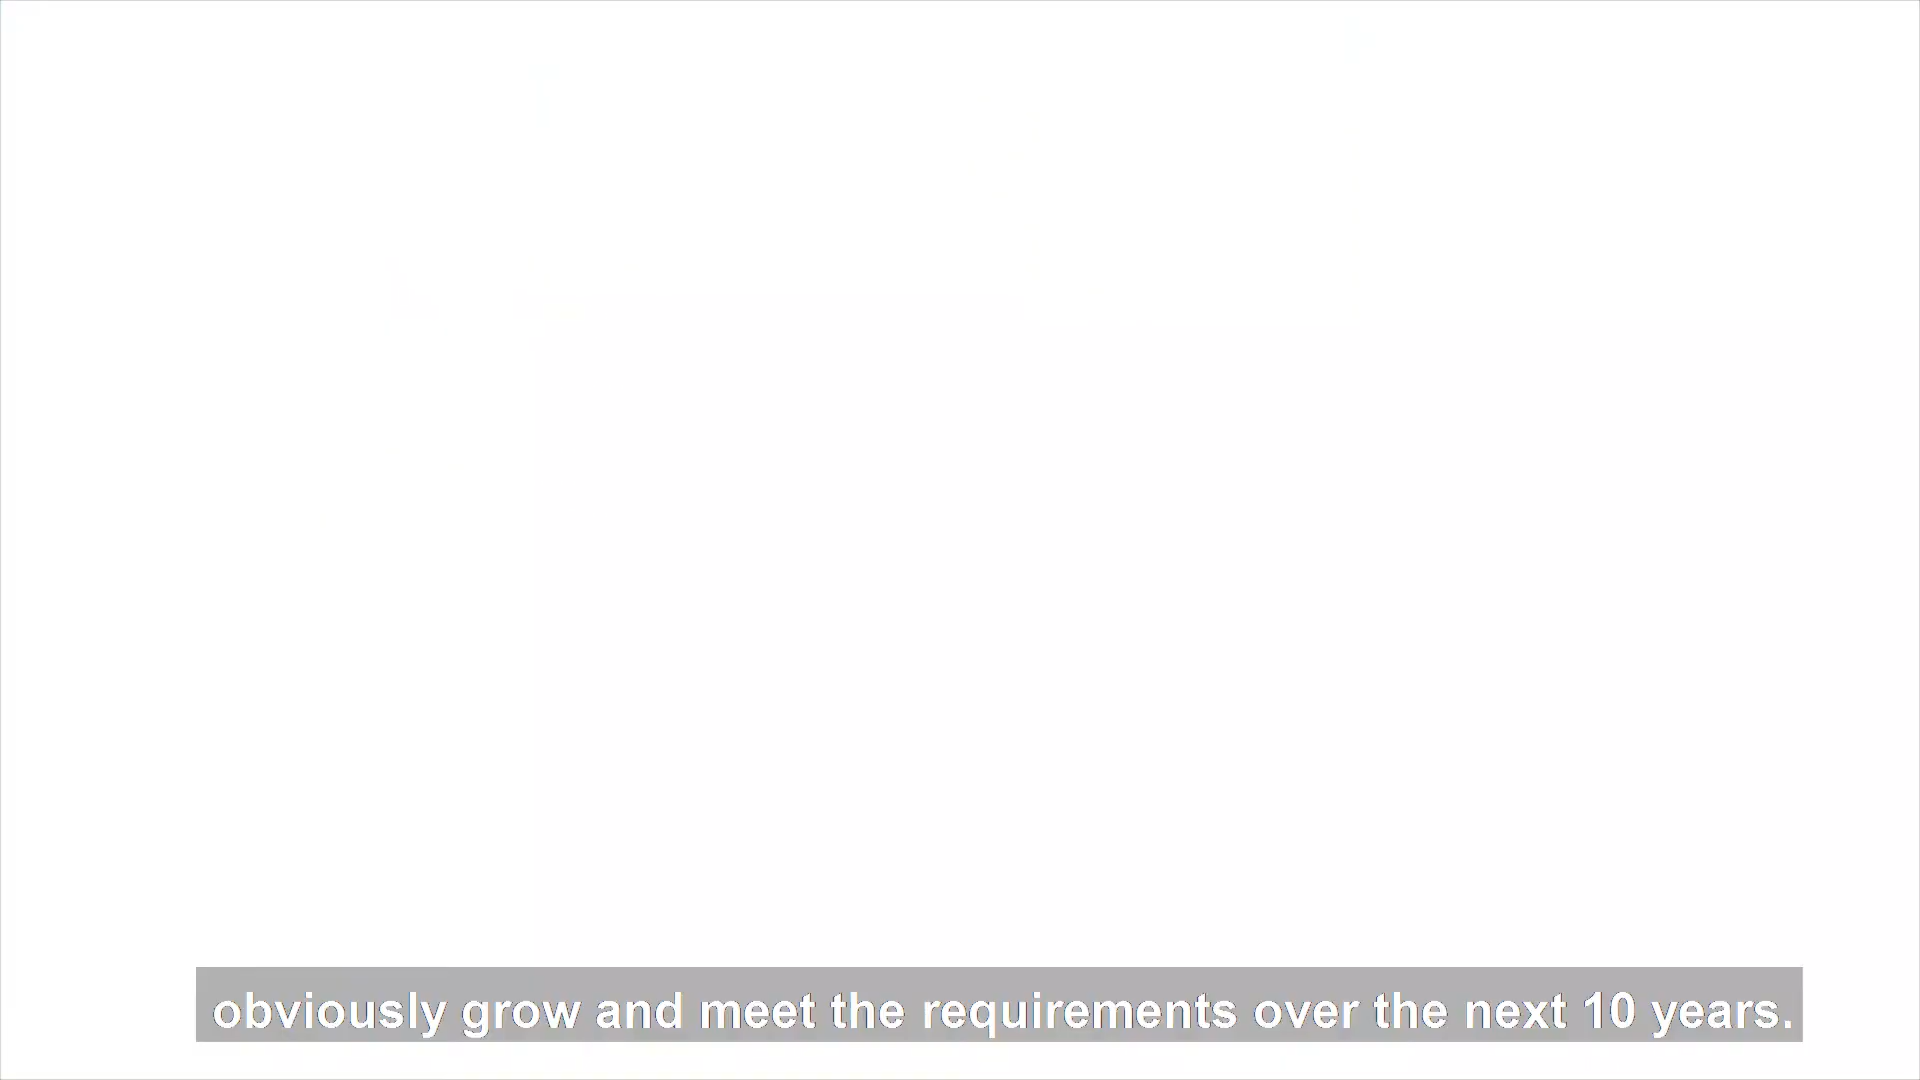 obviously grow and meet the requirements over the next 10 years.